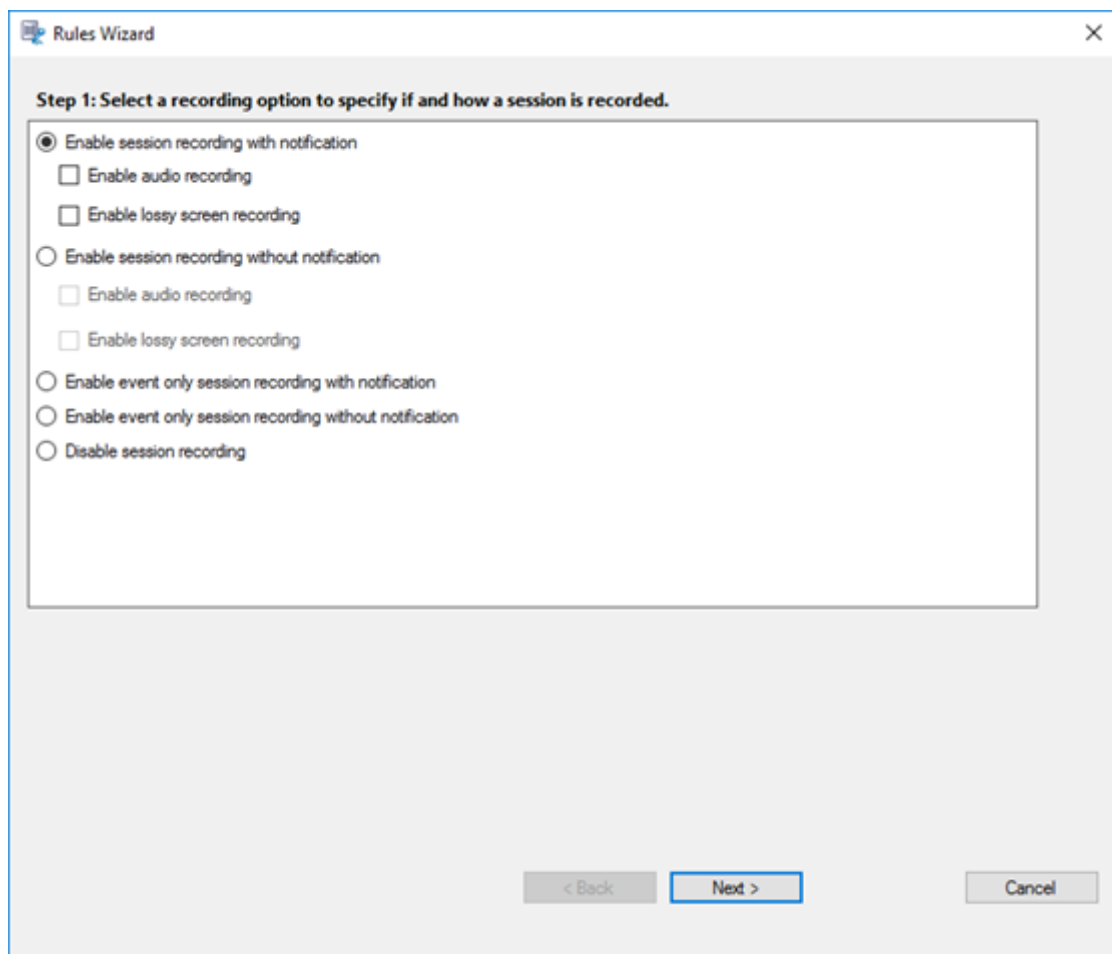 Rules Wizard
Step 1: Select a recording option to specify if and how a session is recorded.
Enable session recording with notification
Enable audio recording
Enable lossy screen recording
Enable session recording without notification
Enable audio recording
Enable lossy screen recording
Enable event only session recording with notification
Enable event only session recording without notification
Disable session recording
< Back Next > Cancel